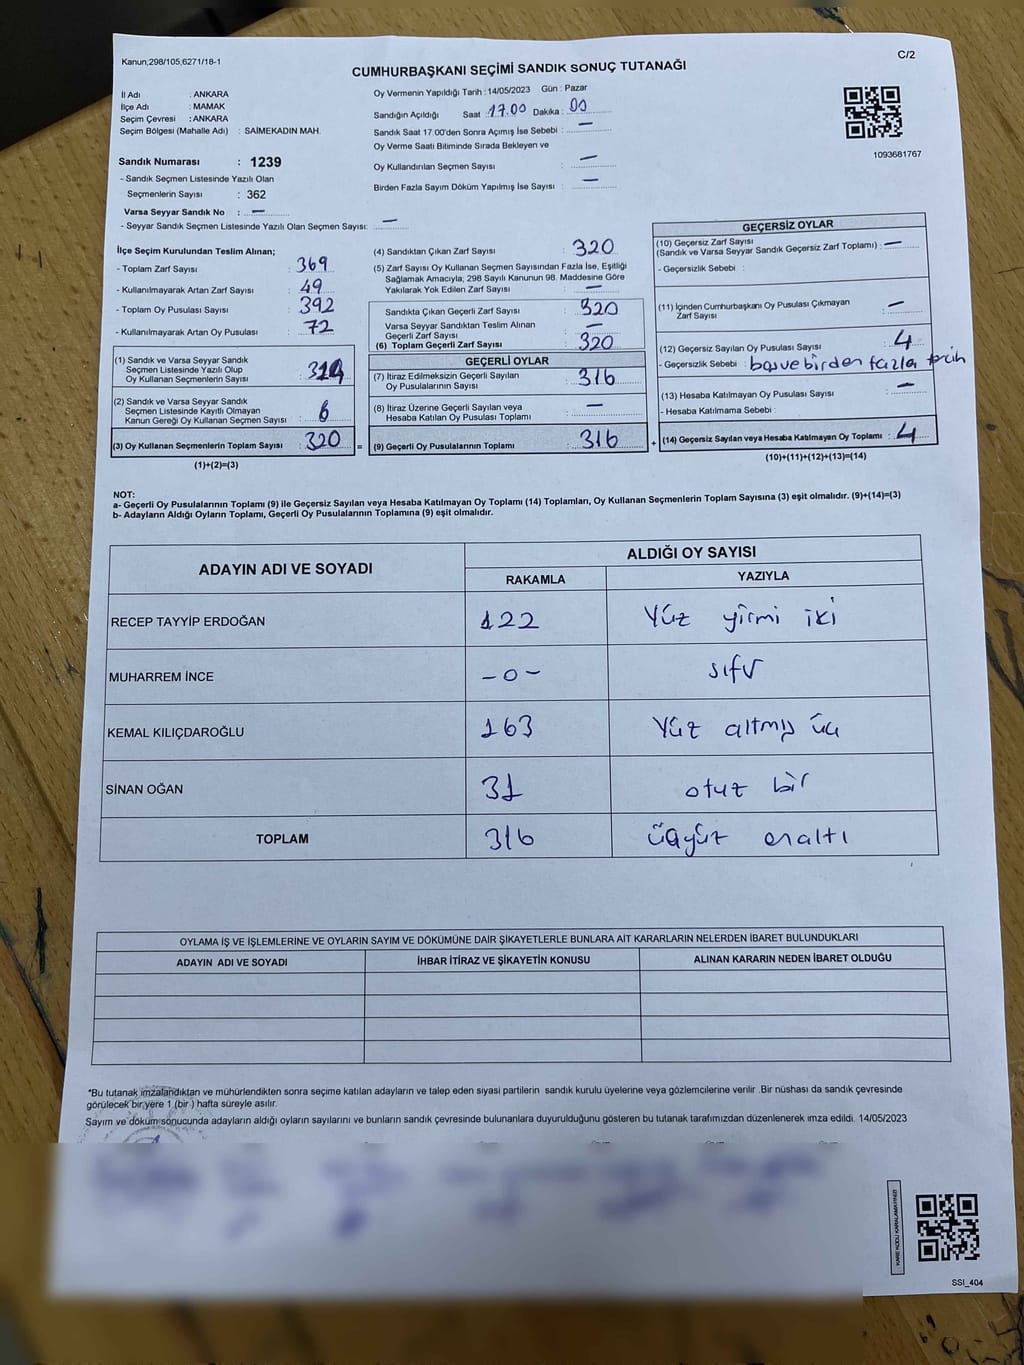 Kanun;298/105,6271/18-1
C/2
CUMHURBAŞKANI SEÇİMİ SANDIK SONUÇ TUTANAĞI
İl Adı : ANKARA
İlçe Adı : MAMAK
Seçim Çevresi : ANKARA
Seçim Bölgesi (Mahalle Adı) : SAİMEKADIN MAH.
Sandık Numarası : 1239
- Sandık Seçmen Listesinde Yazılı Olan
Seçmenlerin Sayısı : 362
Varsa Seyyar Sandık No : —
- Seyyar Sandık Seçmen Listesinde Yazılı Olan Seçmen Sayısı: —
Oy Vermenin Yapıldığı Tarih : 14/05/2023 Gün : Pazar
Sandığın Açıldığı Saat : 17.00 Dakika : 00
Sandık Saat 17:00'den Sonra Açımış İse Sebebi : —
Oy Verme Saati Bitiminde Sırada Bekleyen ve
Oy Kullandırılan Seçmen Sayısı : —
Birden Fazla Sayım Döküm Yapılmış İse Sayısı : —
1093681767
İlçe Seçim Kurulundan Teslim Alınan;
- Toplam Zarf Sayısı : 369
- Kullanılmayarak Artan Zarf Sayısı : 49
- Toplam Oy Pusulası Sayısı : 392
- Kullanılmayarak Artan Oy Pusulası : 72
(1) Sandık ve Varsa Seyyar Sandık
Seçmen Listesinde Yazılı Olup
Oy Kullanan Seçmenlerin Sayısı : 314
(2) Sandık ve Varsa Seyyar Sandık
Seçmen Listesinde Kayıtlı Olmayan
Kanun Gereği Oy Kullanan Seçmen Sayısı : 6
(3) Oy Kullanan Seçmenlerin Toplam Sayısı : 320
(1)+(2)=(3)
=
(4) Sandıktan Çıkan Zarf Sayısı : 320
(5) Zarf Sayısı Oy Kullanan Seçmen Sayısından Fazla İse, Eşitliği
Sağlamak Amacıyla; 298 Sayılı Kanunun 98. Maddesine Göre
Yakılarak Yok Edilen Zarf Sayısı : —
Sandıkta Çıkan Geçerli Zarf Sayısı : 320
Varsa Seyyar Sandıktan Teslim Alınan
Geçerli Zarf Sayısı : —
(6) Toplam Geçerli Zarf Sayısı : 320
GEÇERLİ OYLAR
(7) İtiraz Edilmeksizin Geçerli Sayılan
Oy Pusulalarının Sayısı : 316
(8) İtiraz Üzerine Geçerli Sayılan veya
Hesaba Katılan Oy Pusulası Toplamı : —
(9) Geçerli Oy Pusulalarının Toplamı : 316
+
GEÇERSİZ OYLAR
(10) Geçersiz Zarf Sayısı
(Sandık ve Varsa Seyyar Sandık Geçersiz Zarf Toplamı) : —
- Geçersizlik Sebebi :
(11) İçinden Cumhurbaşkanı Oy Pusulası Çıkmayan
Zarf Sayısı : —
(12) Geçersiz Sayılan Oy Pusulası Sayısı : 4
- Geçersizlik Sebebi : boş ve birden fazla tercih
(13) Hesaba Katılmayan Oy Pusulası Sayısı : —
- Hesaba Katılmama Sebebi :
(14) Geçersiz Sayılan veya Hesaba Katılmayan Oy Toplamı : 4
(10)+(11)+(12)+(13)=(14)
NOT:
a- Geçerli Oy Pusulalarının Toplamı (9) ile Geçersiz Sayılan veya Hesaba Katılmayan Oy Toplamı (14) Toplamları, Oy Kullanan Seçmenlerin Toplam Sayısına (3) eşit olmalıdır. (9)+(14)=(3)
b- Adayların Aldığı Oyların Toplamı, Geçerli Oy Pusulalarının Toplamına (9) eşit olmalıdır.
ADAYIN ADI VE SOYADI
ALDIĞI OY SAYISI
RAKAMLA YAZIYLA
RECEP TAYYİP ERDOĞAN 122 Yüz yirmi iki
MUHARREM İNCE -0- sıfır
KEMAL KILIÇDAROĞLU 163 Yüz altmış üç
SİNAN OĞAN 31 otuz bir
TOPLAM 316 üçyüz onaltı
OYLAMA İŞ VE İŞLEMLERİNE VE OYLARIN SAYIM VE DÖKÜMÜNE DAİR ŞİKAYETLERLE BUNLARA AİT KARARLARIN NELERDEN İBARET BULUNDUKLARI
ADAYIN ADI VE SOYADI İHBAR İTİRAZ VE ŞİKAYETİN KONUSU ALINAN KARARIN NEDEN İBARET OLDUĞU
*Bu tutanak imzalandıktan ve mühürlendikten sonra seçime katılan adayların ve talep eden siyasi partilerin sandık kurulu üyelerine veya gözlemcilerine verilir .Bir nüshası da sandık çevresinde
görülecek bir yere 1 (bir ) hafta süreyle asılır.
Sayım ve döküm sonucunda adayların aldığı oyların sayılarını ve bunların sandık çevresinde bulunanlara duyurulduğunu gösteren bu tutanak tarafımızdan düzenlenerek imza edildi. 14/05/2023
KARE KODU KARALAMAYINIZ!
SSI_404